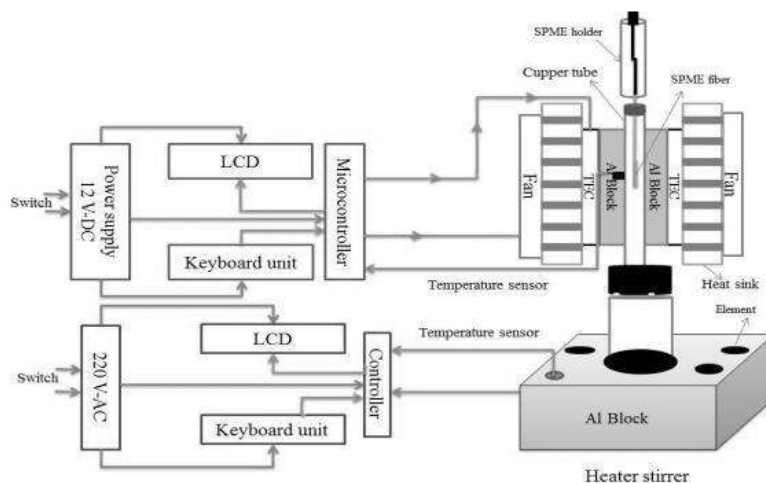 SPME holder
Cupper tube
SPME fiber
LCD
Microcontroller
Power supply
12 V-DC
Switch
Keyboard unit
Fan
TEC
Al Block
Al Block
TEC
Fan
Temperature sensor
Heat sink
Element
Temperature sensor
LCD
Controller
220 V-AC
Switch
Keyboard unit
Al Block
Heater stirrer